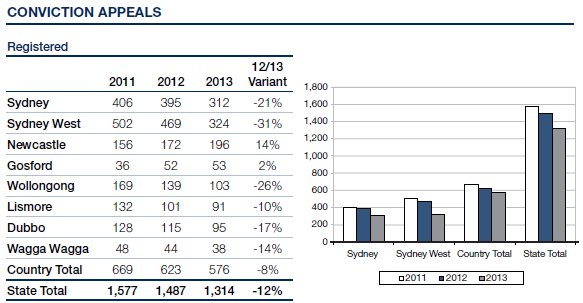 CONVICTION APPEALS
Registered
12/13
2011 2012 2013 Variant
Sydney 406 395 312 -21%
Sydney West 502 469 324 -31%
Newcastle 156 172 196 14%
Gosford 36 52 53 2%
Wollongong 169 139 103 -26%
Lismore 132 101 91 -10%
Dubbo 128 115 95 -17%
Wagga Wagga 48 44 38 -14%
Country Total 669 623 576 -8%
State Total 1,577 1,487 1,314 -12%
1,800
1,600
1,400
1,200
1,000
800
600
400
200
0
Sydney Sydney West Country Total State Total
2011 2012 2013